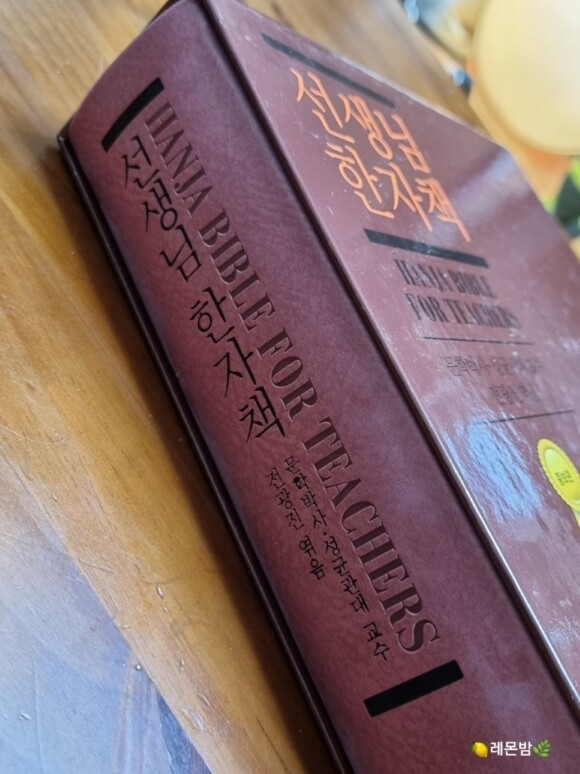 선생님 한자책
HANJA BIBLE FOR TEACHERS
문학박사·성균관대 교수
전광진 엮음
선생님
한자책
HANJA BIBLE
FOR TEACHERS
레몬밤